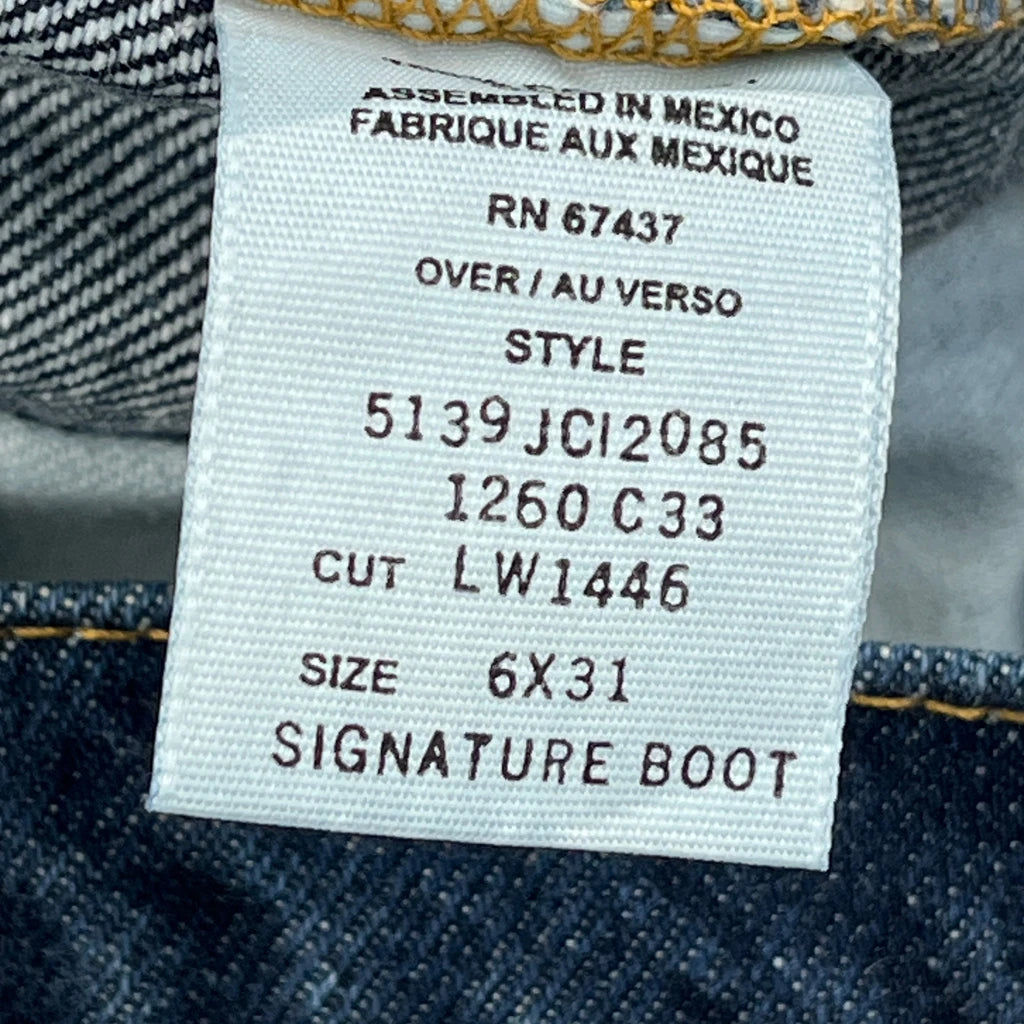 ASSEMBLED IN MEXICO
FABRIQUE AUX MEXIQUE
RN 67437
OVER / AU VERSO
STYLE
5139 JCI2085
1260 C33
CUT LW1446
SIZE 6X31
SIGNATURE BOOT